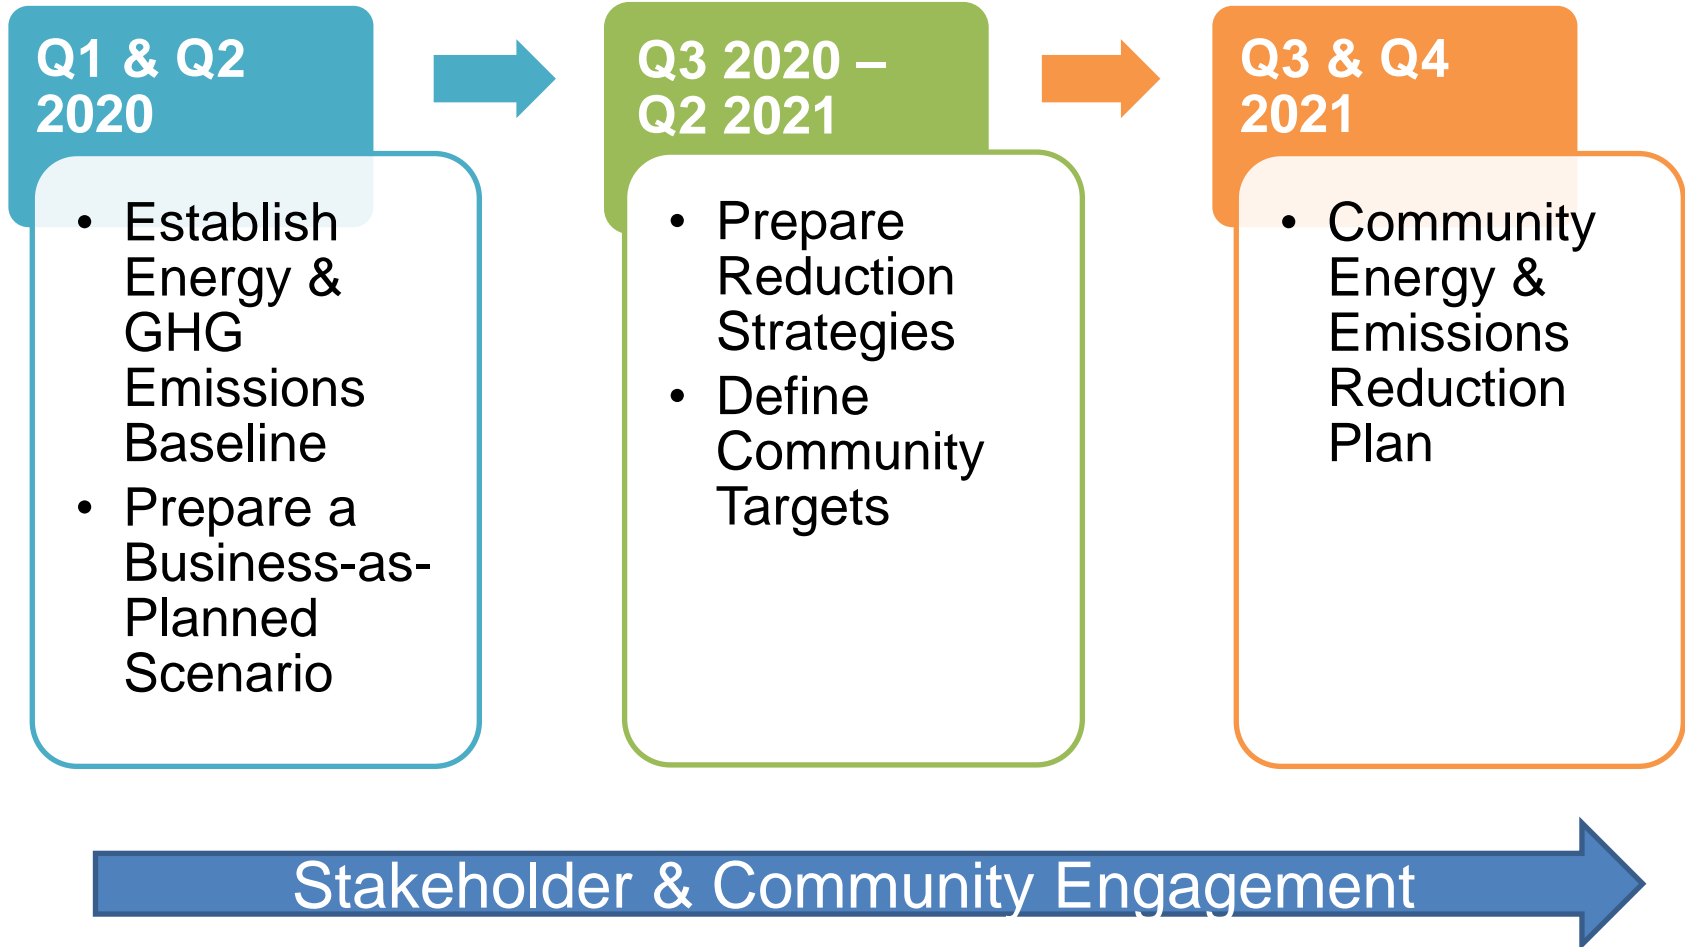 Q1 & Q2
2020
• Establish
Energy &
GHG
Emissions
Baseline
• Prepare a
Business-as-
Planned
Scenario
Q3 2020 –
Q2 2021
• Prepare
Reduction
Strategies
• Define
Community
Targets
Q3 & Q4
2021
• Community
Energy &
Emissions
Reduction
Plan
Stakeholder & Community Engagement